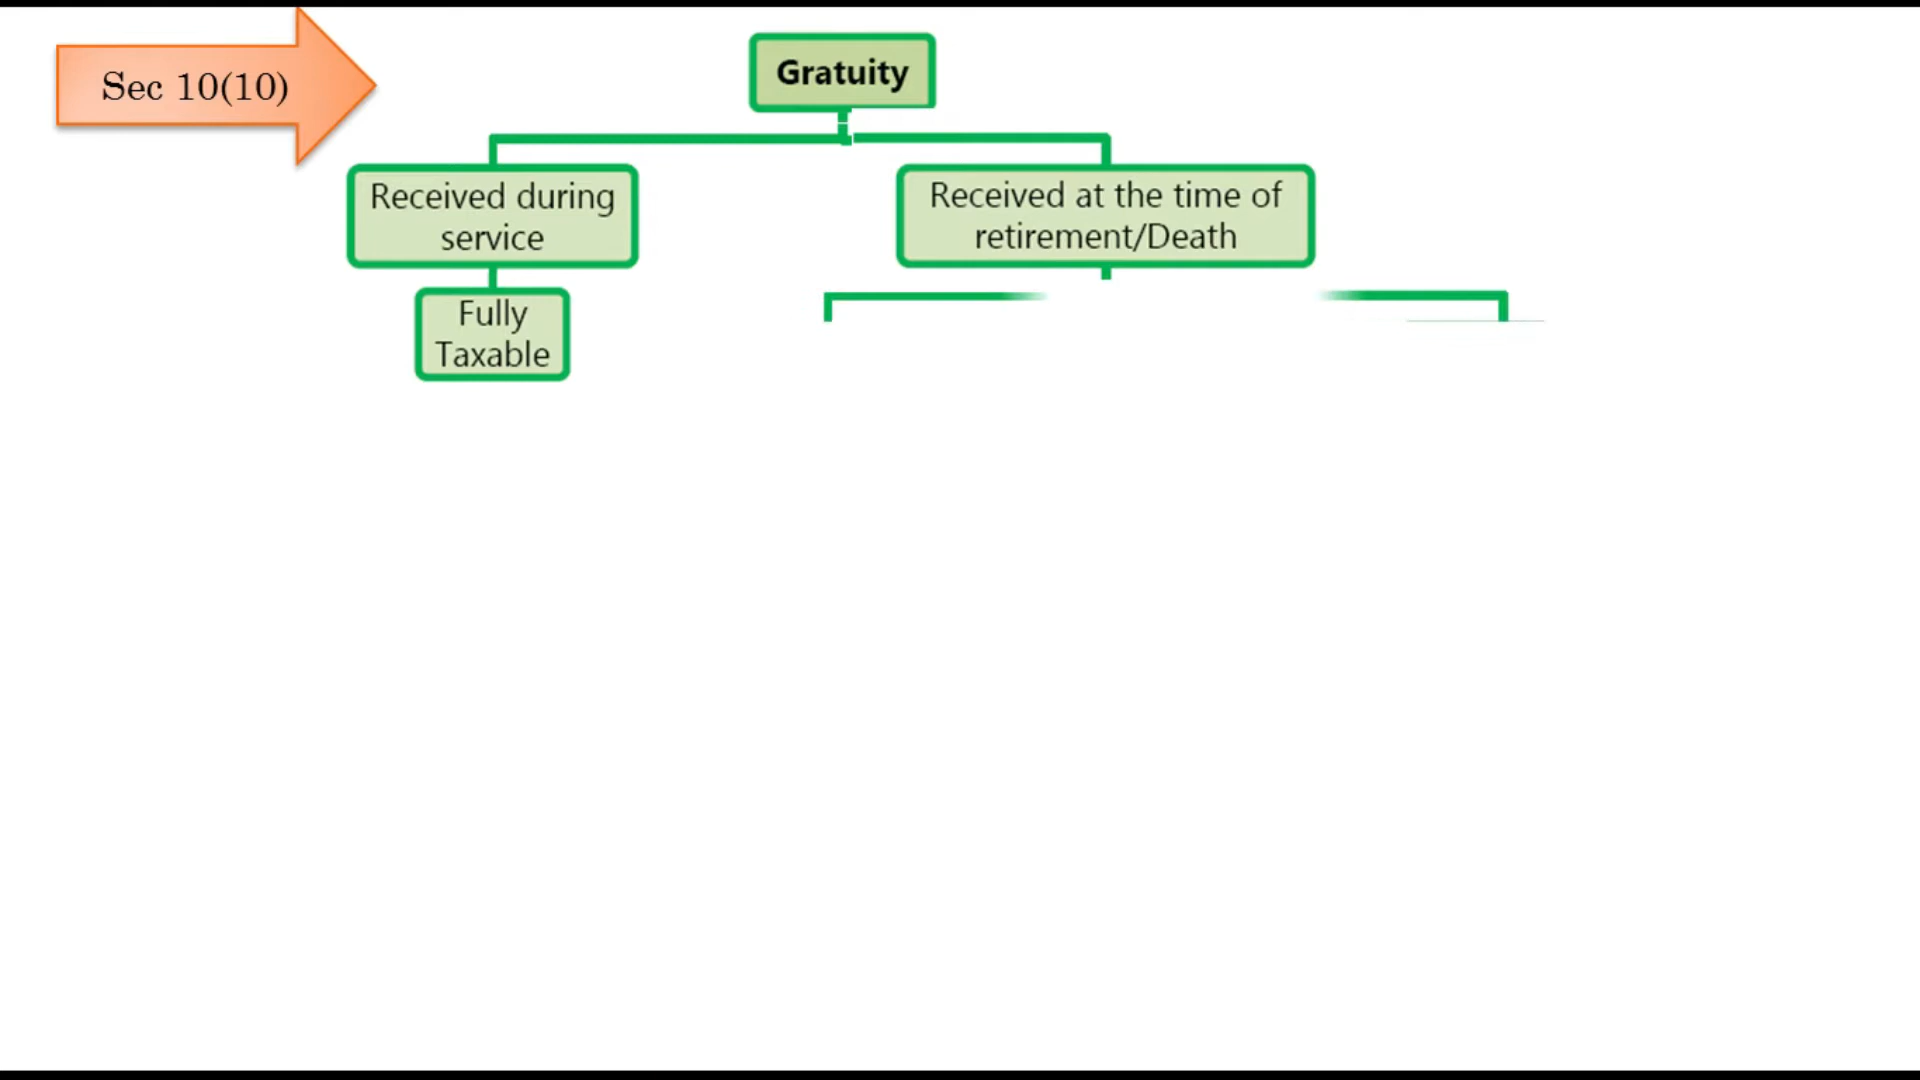 Sec 10(10)
Gratuity
Received during
service
Received at the time of
retirement/Death
Fully
Taxable